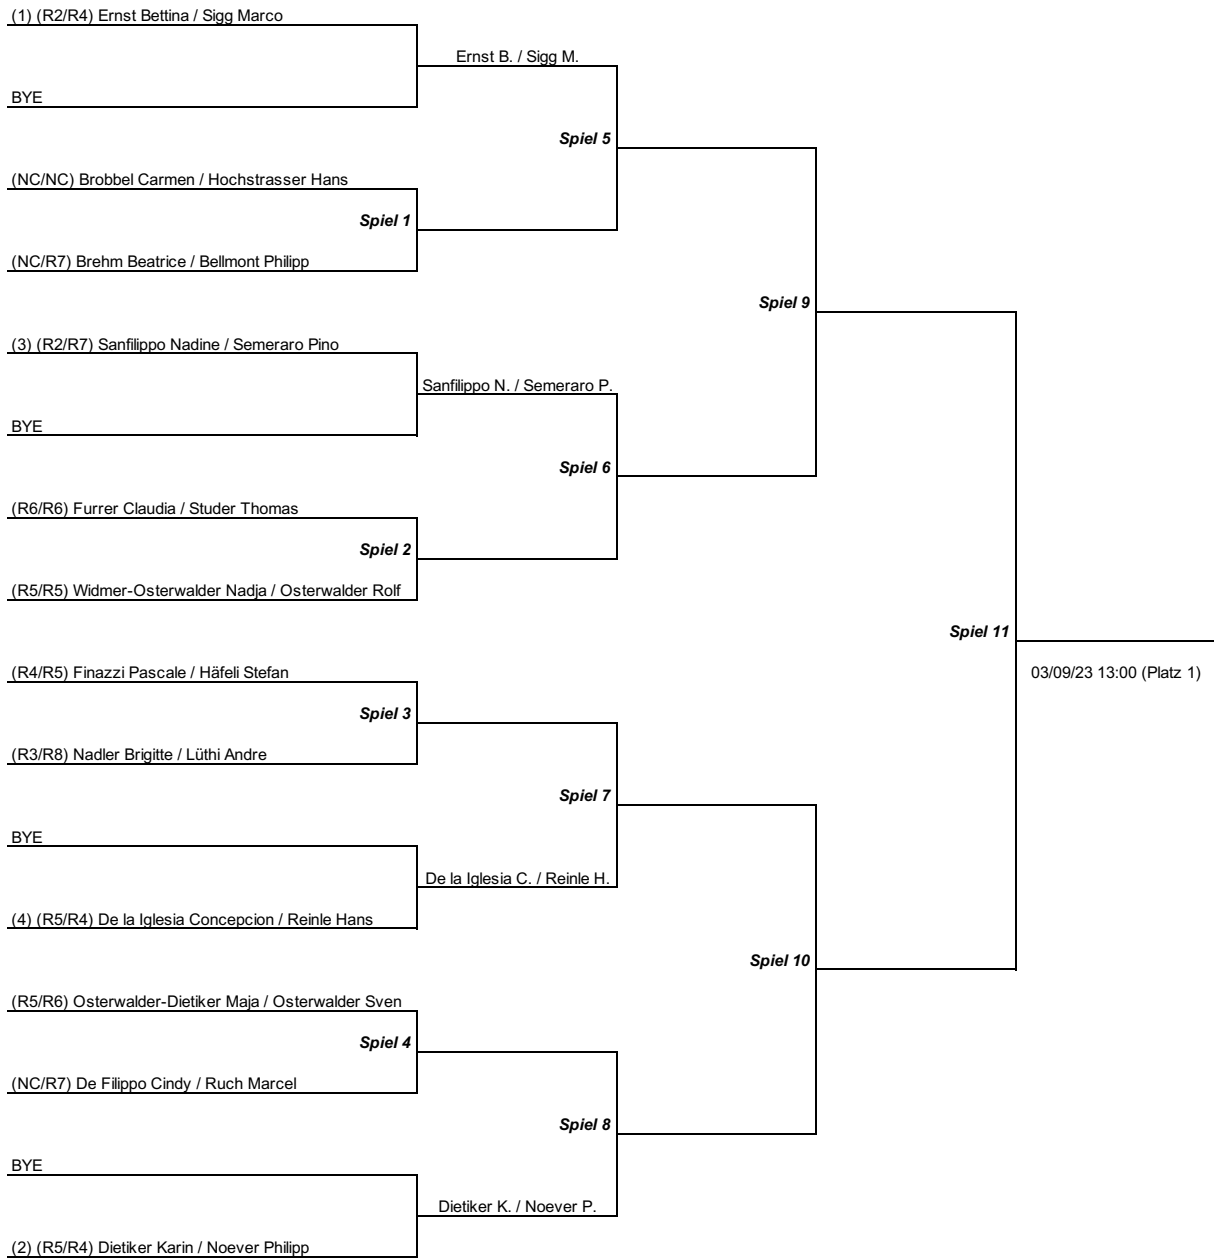 (1) (R2/R4) Ernst Bettina / Sigg Marco
Ernst B. / Sigg M.
BYE
Spiel 5
(NC/NC) Brobbel Carmen / Hochstrasser Hans
Spiel 1
(NC/R7) Brehm Beatrice / Bellmont Philipp
Spiel 9
(3) (R2/R7) Sanfilippo Nadine / Semeraro Pino
Sanfilippo N. / Semeraro P.
BYE
Spiel 6
(R6/R6) Furrer Claudia / Studer Thomas
Spiel 2
(R5/R5) Widmer-Osterwalder Nadja / Osterwalder Rolf
Spiel 11
(R4/R5) Finazzi Pascale / Häfeli Stefan
03/09/23 13:00 (Platz 1)
Spiel 3
(R3/R8) Nadler Brigitte / Lüthi Andre
Spiel 7
BYE
De la Iglesia C. / Reinle H.
(4) (R5/R4) De la Iglesia Concepcion / Reinle Hans
Spiel 10
(R5/R6) Osterwalder-Dietiker Maja / Osterwalder Sven
Spiel 4
(NC/R7) De Filippo Cindy / Ruch Marcel
Spiel 8
BYE
Dietiker K. / Noever P.
(2) (R5/R4) Dietiker Karin / Noever Philipp